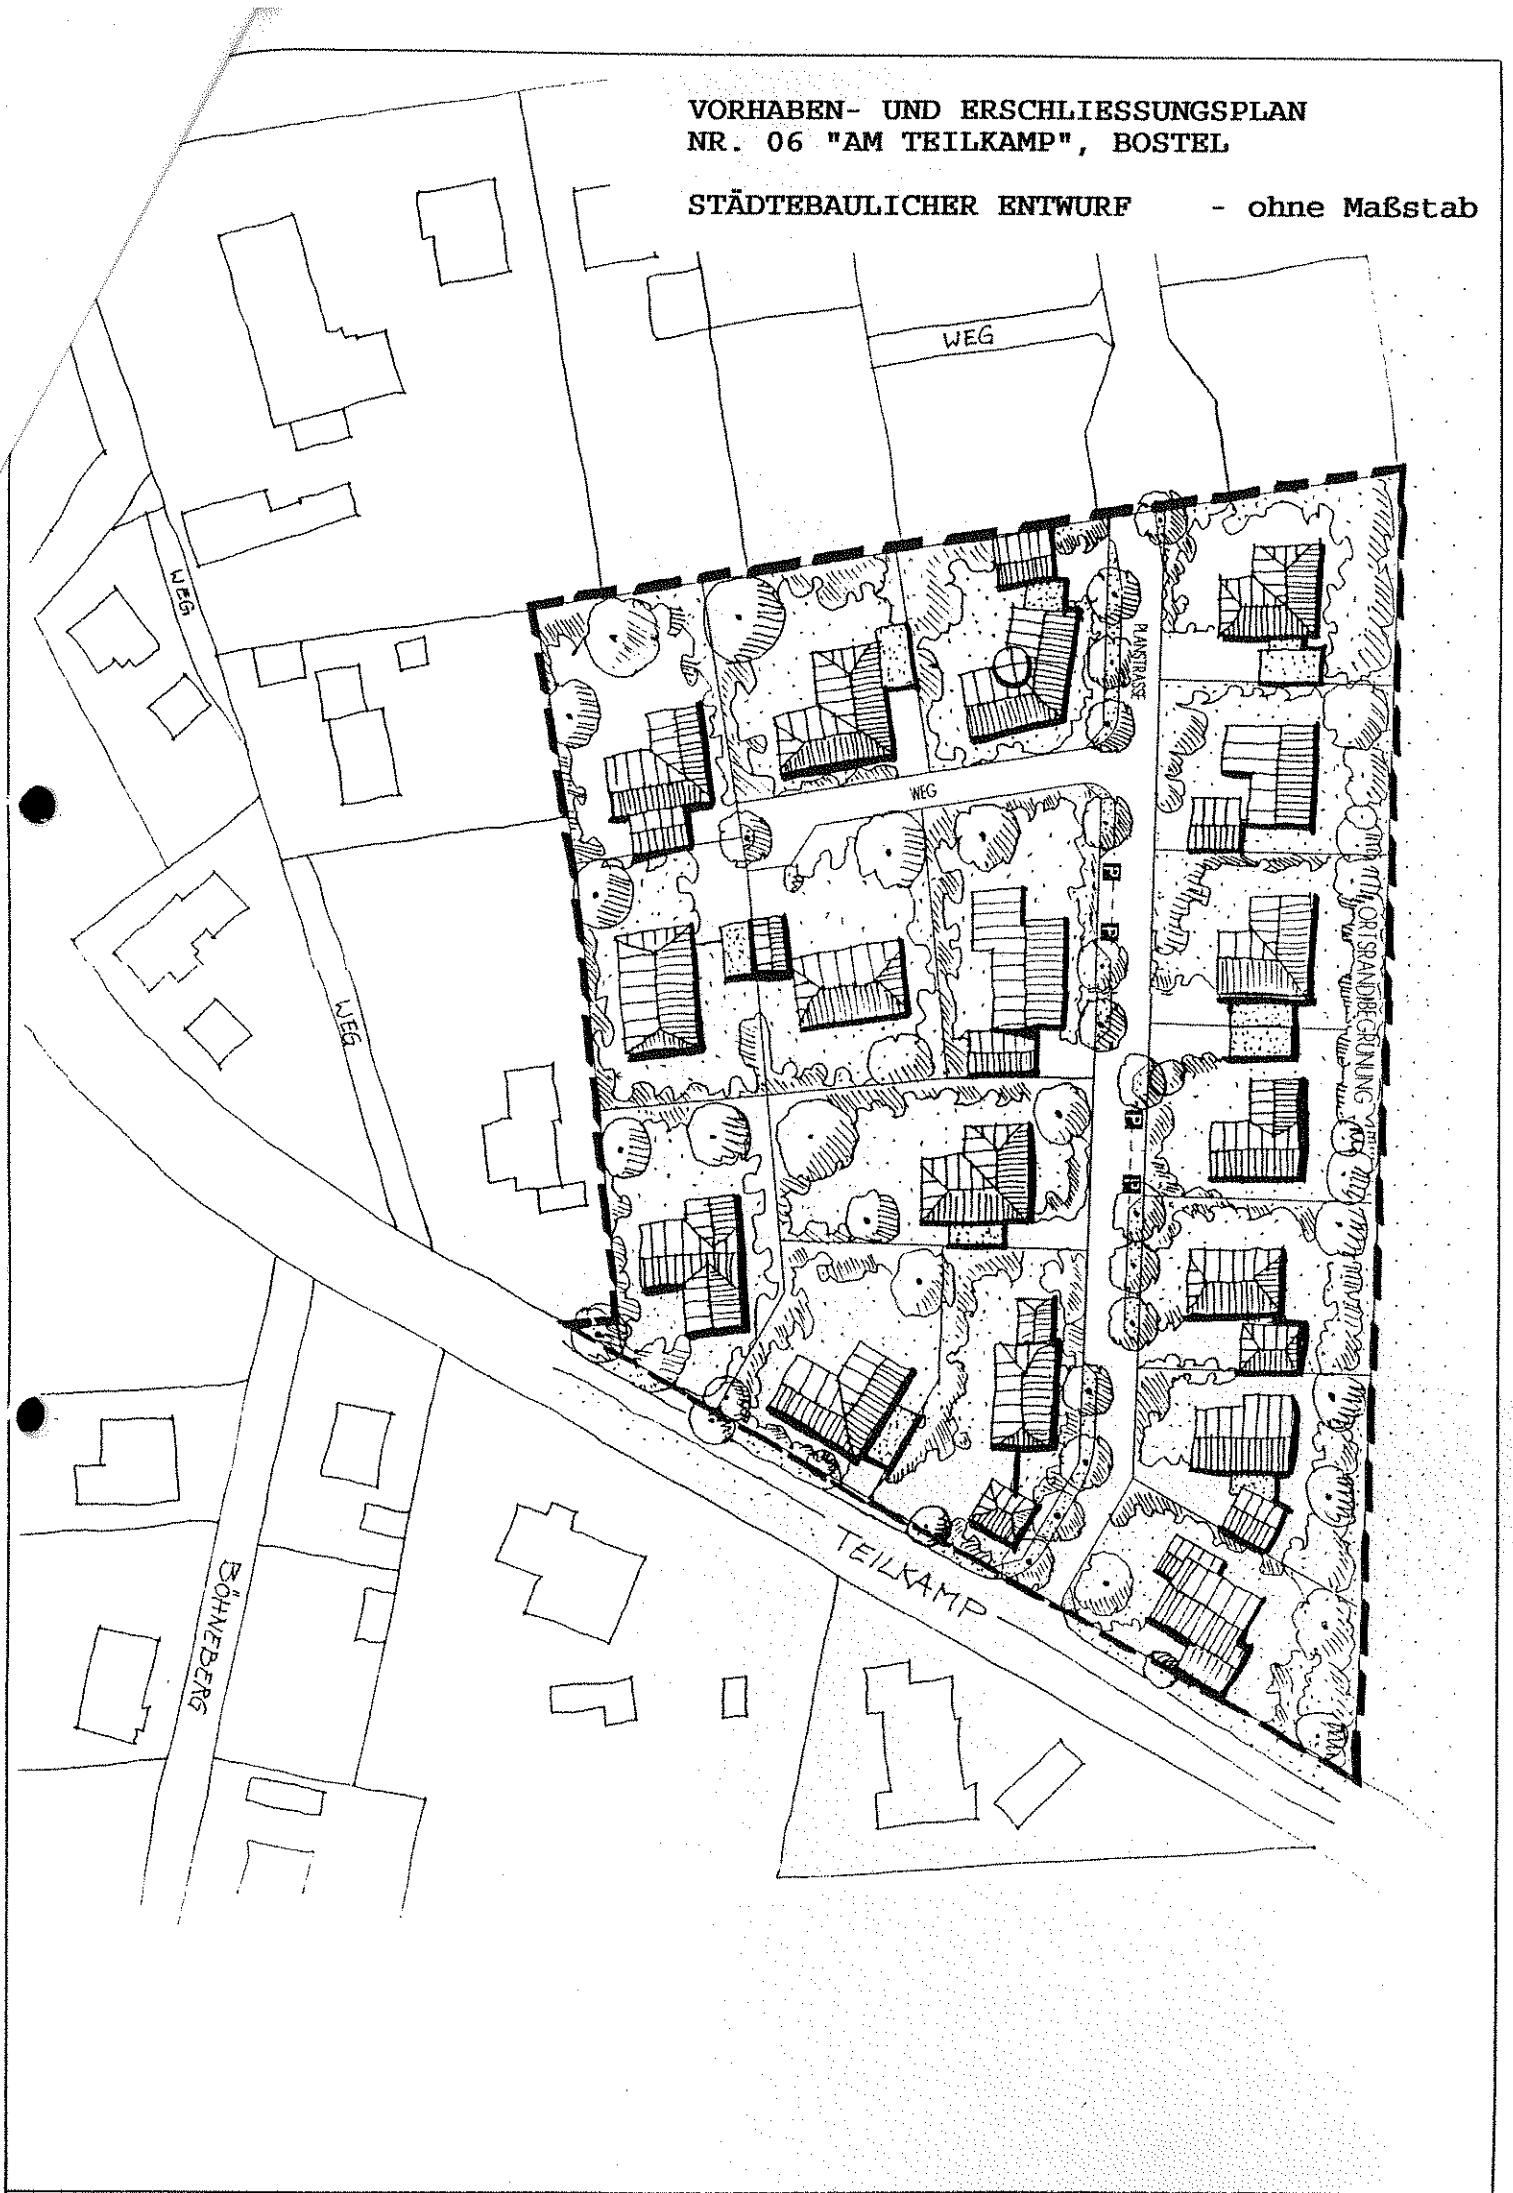 VORHABEN- UND ERSCHLIESSUNGSPLAN
NR. 06 "AM TEILKAMP", BOSTEL
STÄDTEBAULICHER ENTWURF - ohne Maßstab
WEG
WEG
PLANSTRASSE
WEG
P
P
ORTSRANDBEGRÜNUNG
WEG
P
P
TEILKAMP
BÖHNEBERG